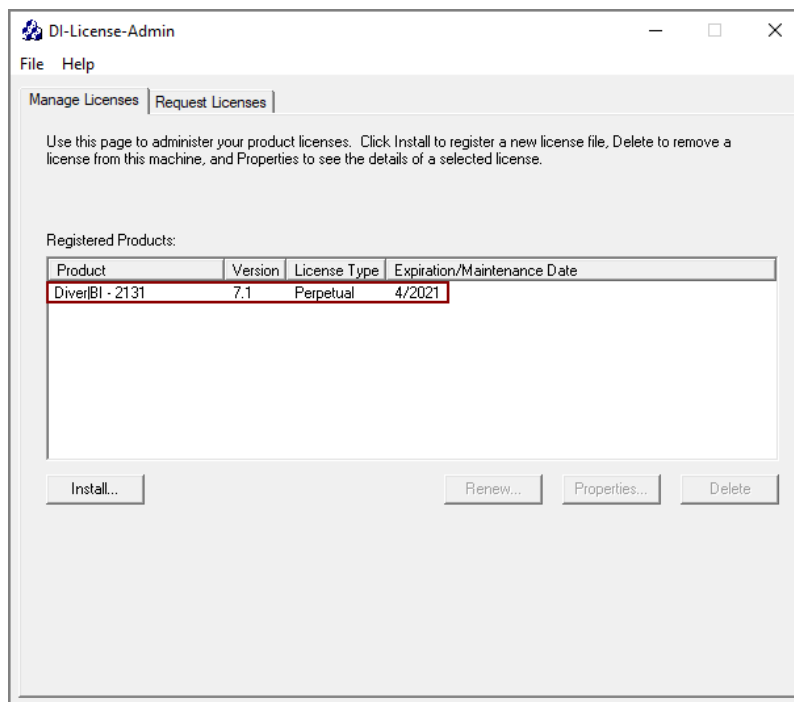 DI-License-Admin
File Help
Manage Licenses Request Licenses
Use this page to administer your product licenses. Click Install to register a new license file, Delete to remove a
license from this machine, and Properties to see the details of a selected license.
Registered Products:
Product Version License Type Expiration/Maintenance Date
Diver|BI - 2131 7.1 Perpetual 4/2021
Install... Renew... Properties... Delete